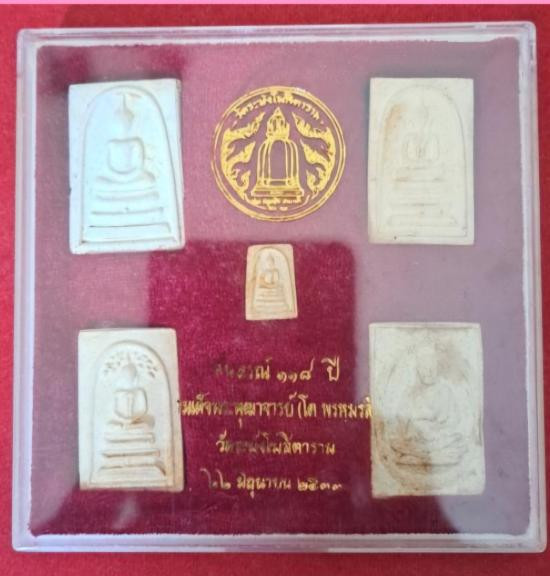 วัดระฆังโฆสิตาราม
อนุสรณ์ ๑๑๘ ปี
สมเด็จพระพุฒาจารย์ (โต พรหมรังสี
วัดระฆังโฆสิตาราม
๒๒ มิถุนายน ๒๕๓๓